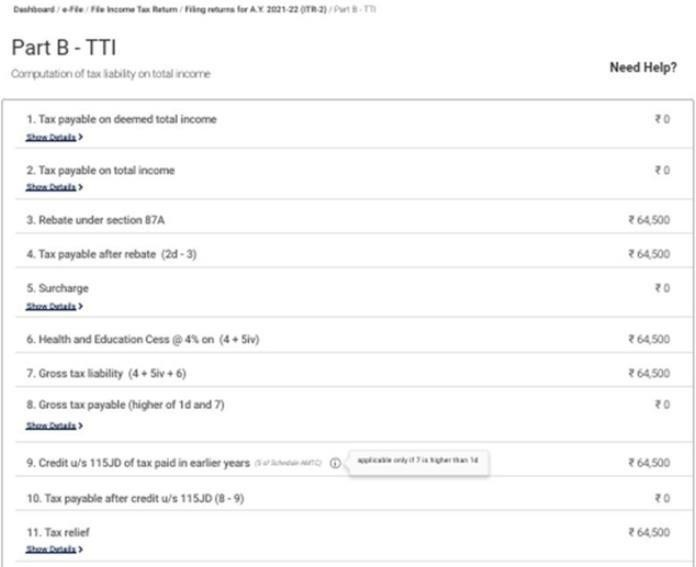 Dashboard / e-File / File Income Tax Return / Filing returns for A.Y. 2021-22 (ITR-2) / Part B - TTI
Part B - TTI
Computation of tax liability on total income
Need Help?
1. Tax payable on deemed total income ₹ 0
Show Details >
2. Tax payable on total income ₹ 0
Show Details >
3. Rebate under section 87A ₹ 64,500
4. Tax payable after rebate (2d - 3) ₹ 64,500
5. Surcharge ₹ 0
Show Details >
6. Health and Education Cess @ 4% on (4 + 5iv) ₹ 64,500
7. Gross tax liability (4 + 5iv + 6) ₹ 64,500
8. Gross tax payable (higher of 1d and 7) ₹ 0
Show Details >
9. Credit u/s 115JD of tax paid in earlier years (5 of Schedule AMTC) applicable only if 7 is higher than 1d ₹ 64,500
10. Tax payable after credit u/s 115JD (8 - 9) ₹ 0
11. Tax relief ₹ 64,500
Show Details >